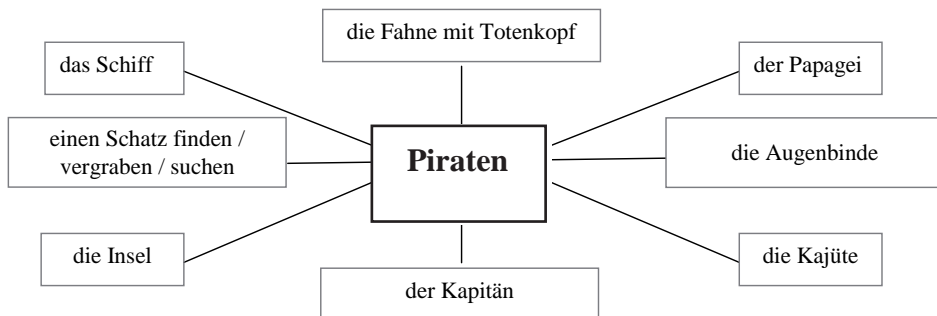 die Fahne mit Totenkopf
das Schiff
der Papagei
einen Schatz finden /
vergraben / suchen
Piraten
die Augenbinde
die Insel
die Kajüte
der Kapitän